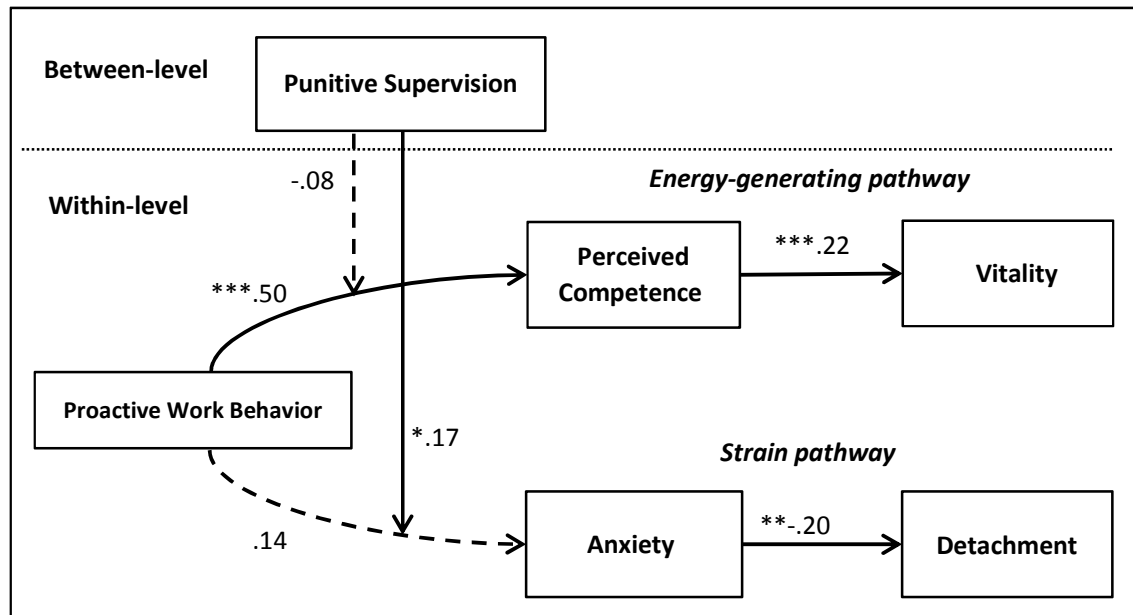 Between-level
Punitive Supervision
-.08
Energy-generating pathway
Within-level
Perceived
Competence
***.22
Vitality
***.50
Proactive Work Behavior
*.17
Strain pathway
.14
Anxiety
**-.20
Detachment